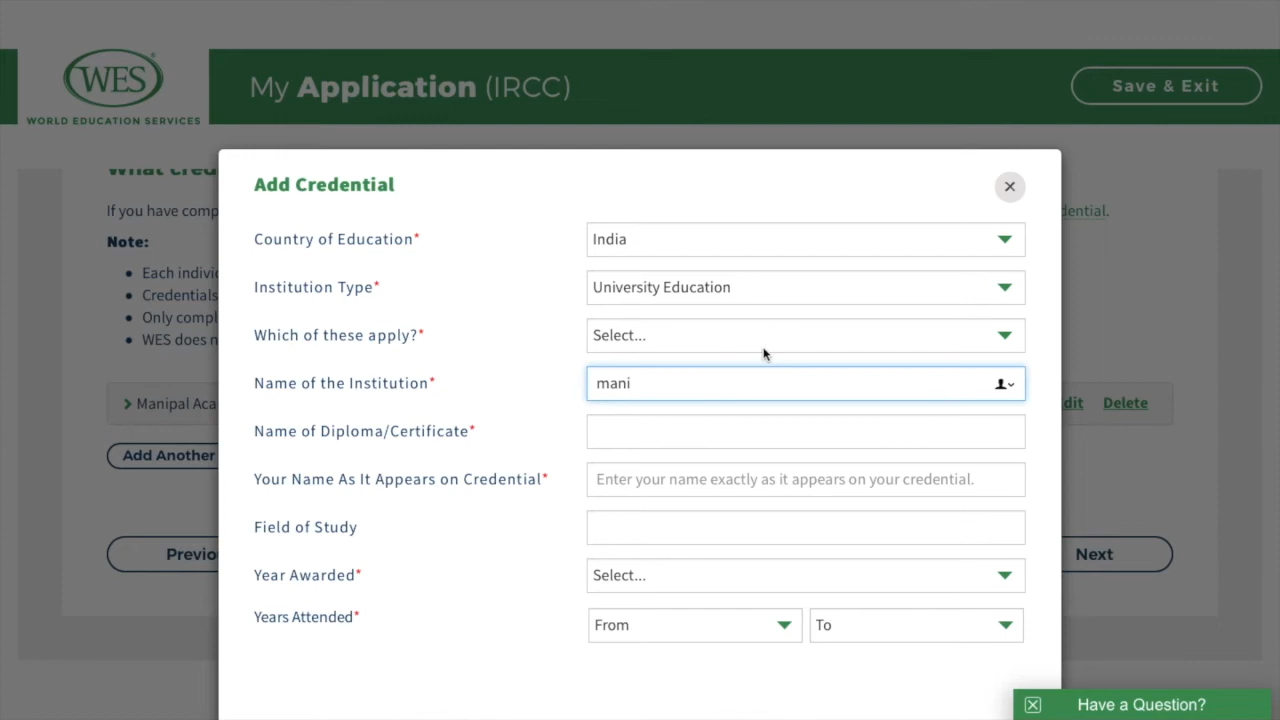 WES
WORLD EDUCATION SERVICES
My Application (IRCC)
Save & Exit
If you have comp
dential.
Note:
Each individ
Credentials
Only compl
WES does n
Manipal Aca
dit
Delete
Add Another
Previo
Next
Add Credential
Country of Education*
India
Institution Type*
University Education
Which of these apply?*
Select...
Name of the Institution*
mani
Name of Diploma/Certificate*
Your Name As It Appears on Credential*
Enter your name exactly as it appears on your credential.
Field of Study
Year Awarded*
Select...
Years Attended*
From
To
Have a Question?